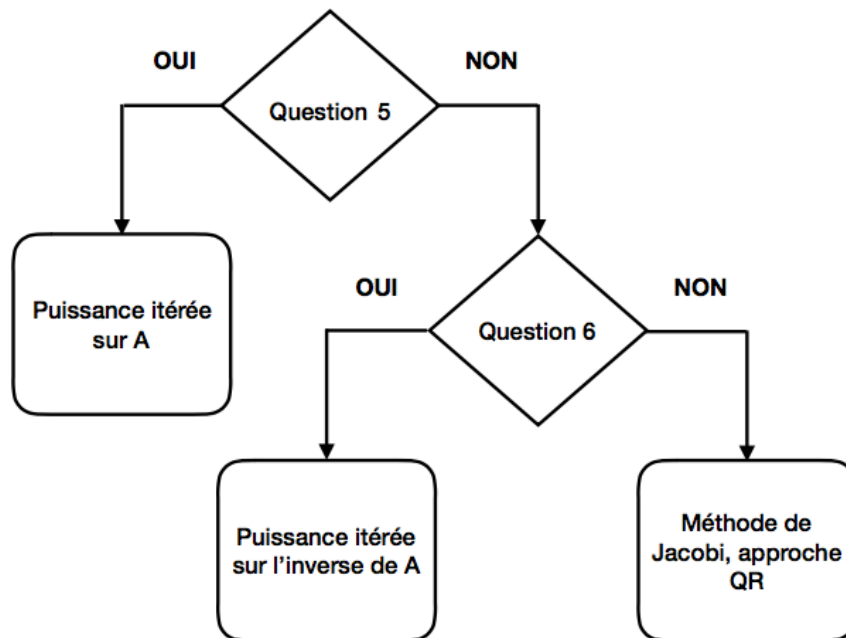 OUI
NON
Question 5
Puissance itérée
sur A
OUI
NON
Question 6
Puissance itérée
sur l'inverse de A
Méthode de
Jacobi, approche
QR